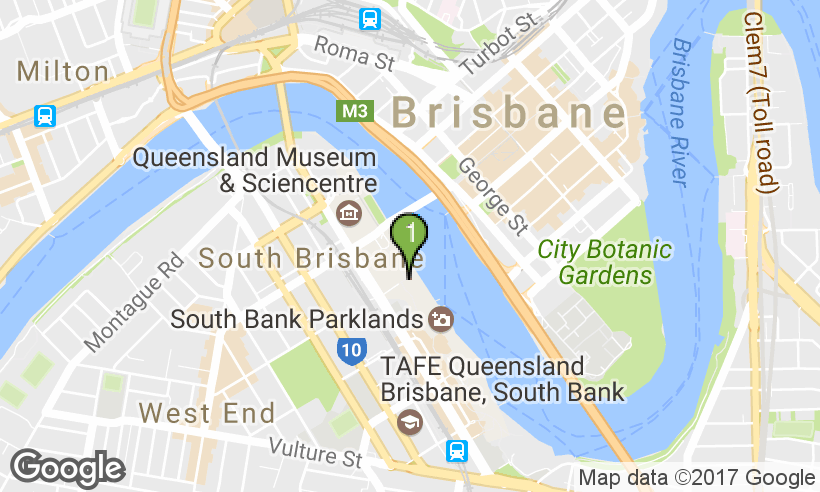 Roma St
Turbot St.
Milton
M3
Brisbane
Clem7 (Toll road)
Brisbane River
Queensland Museum
& Sciencentre
George St
1
South Brisbane
City Botanic
Gardens
Montague Rd
South Bank Parklands
10
TAFE Queensland
Brisbane, South Bank
West End
Vulture St
Google
Map data ©2017 Google